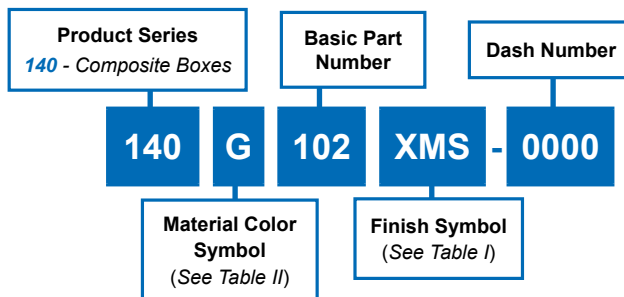 Product Series
140 - Composite Boxes
Basic Part
Number
Dash Number
140 G 102 XMS - 0000
Material Color
Symbol
(See Table II)
Finish Symbol
(See Table I)